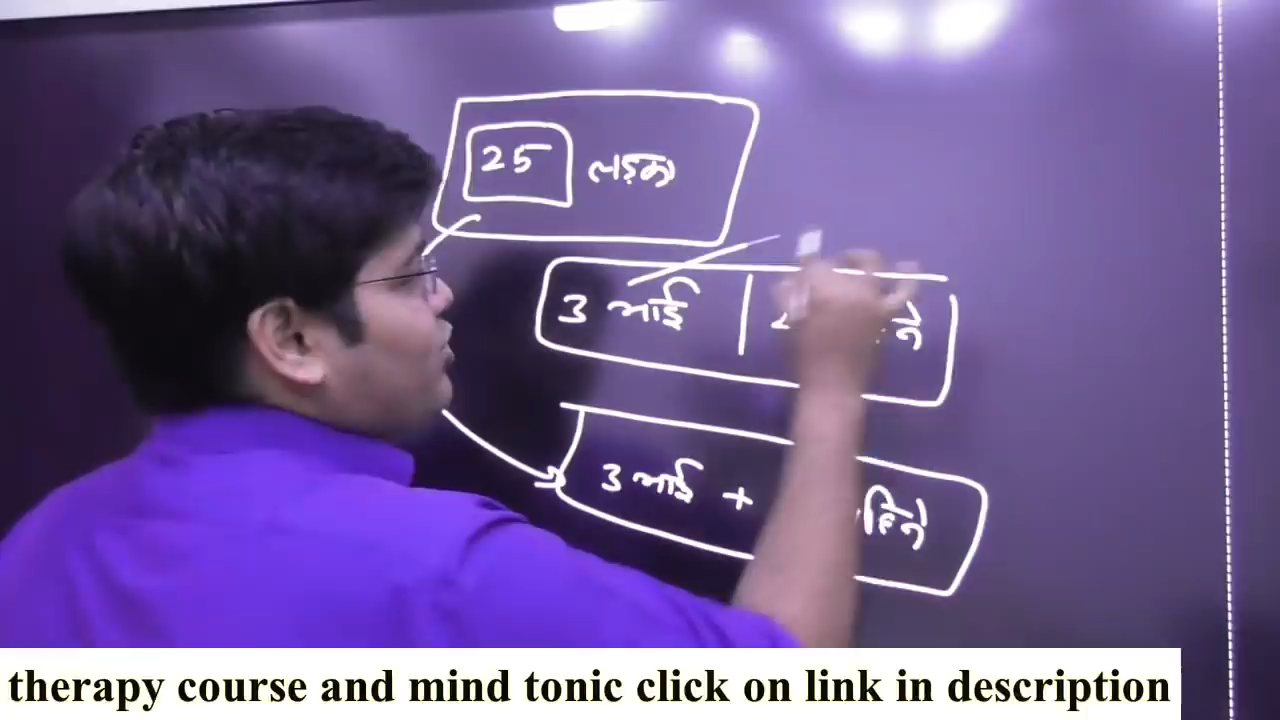 25 लड़का
3 भाई
3 भाई +
therapy course and mind tonic click on link in description